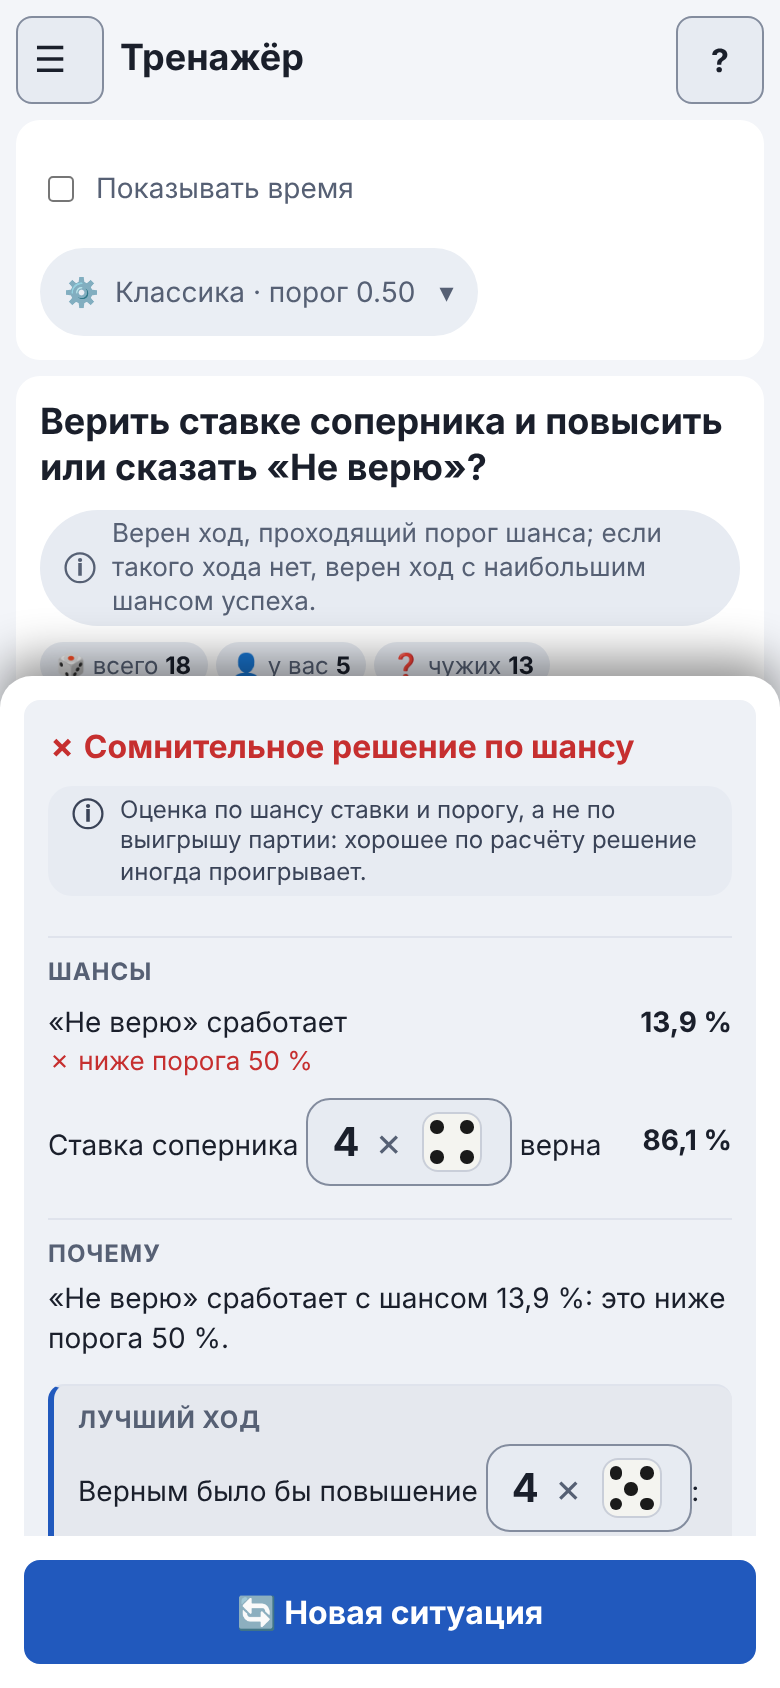 ☰ Тренажёр ?
Показывать время
⚙️ Классика · порог 0.50 ▾
Верить ставке соперника и повысить
или сказать «Не верю»?
Верен ход, проходящий порог шанса; если
такого хода нет, верен ход с наибольшим
шансом успеха.
🎲 всего 18 👤 у вас 5 ❓ чужих 13
× Сомнительное решение по шансу
Оценка по шансу ставки и порогу, а не по
выигрышу партии: хорошее по расчёту решение
иногда проигрывает.
ШАНСЫ
«Не верю» сработает 13,9 %
× ниже порога 50 %
Ставка соперника 4 × верна 86,1 %
ПОЧЕМУ
«Не верю» сработает с шансом 13,9 %: это ниже
порога 50 %.
ЛУЧШИЙ ХОД
Верным было бы повышение 4 × :
🔄 Новая ситуация